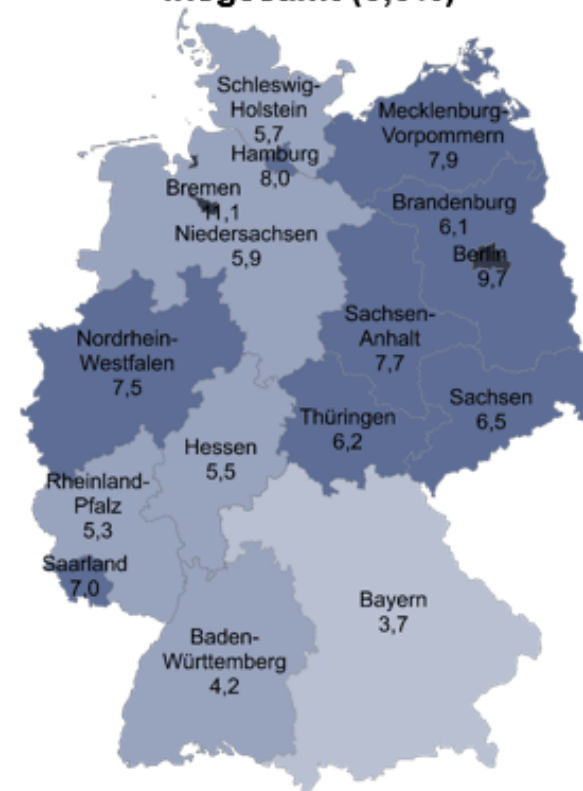 Schleswig-
Holstein
5,7
Mecklenburg-
Vorpommern
7,9
Hamburg
8,0
Bremen
11,1
Niedersachsen
5,9
Brandenburg
6,1
Berlin
9,7
Sachsen-
Anhalt
7,7
Nordrhein-
Westfalen
7,5
Sachsen
6,5
Thüringen
6,2
Hessen
5,5
Rheinland-
Pfalz
5,3
Saarland
7,0
Bayern
3,7
Baden-
Württemberg
4,2